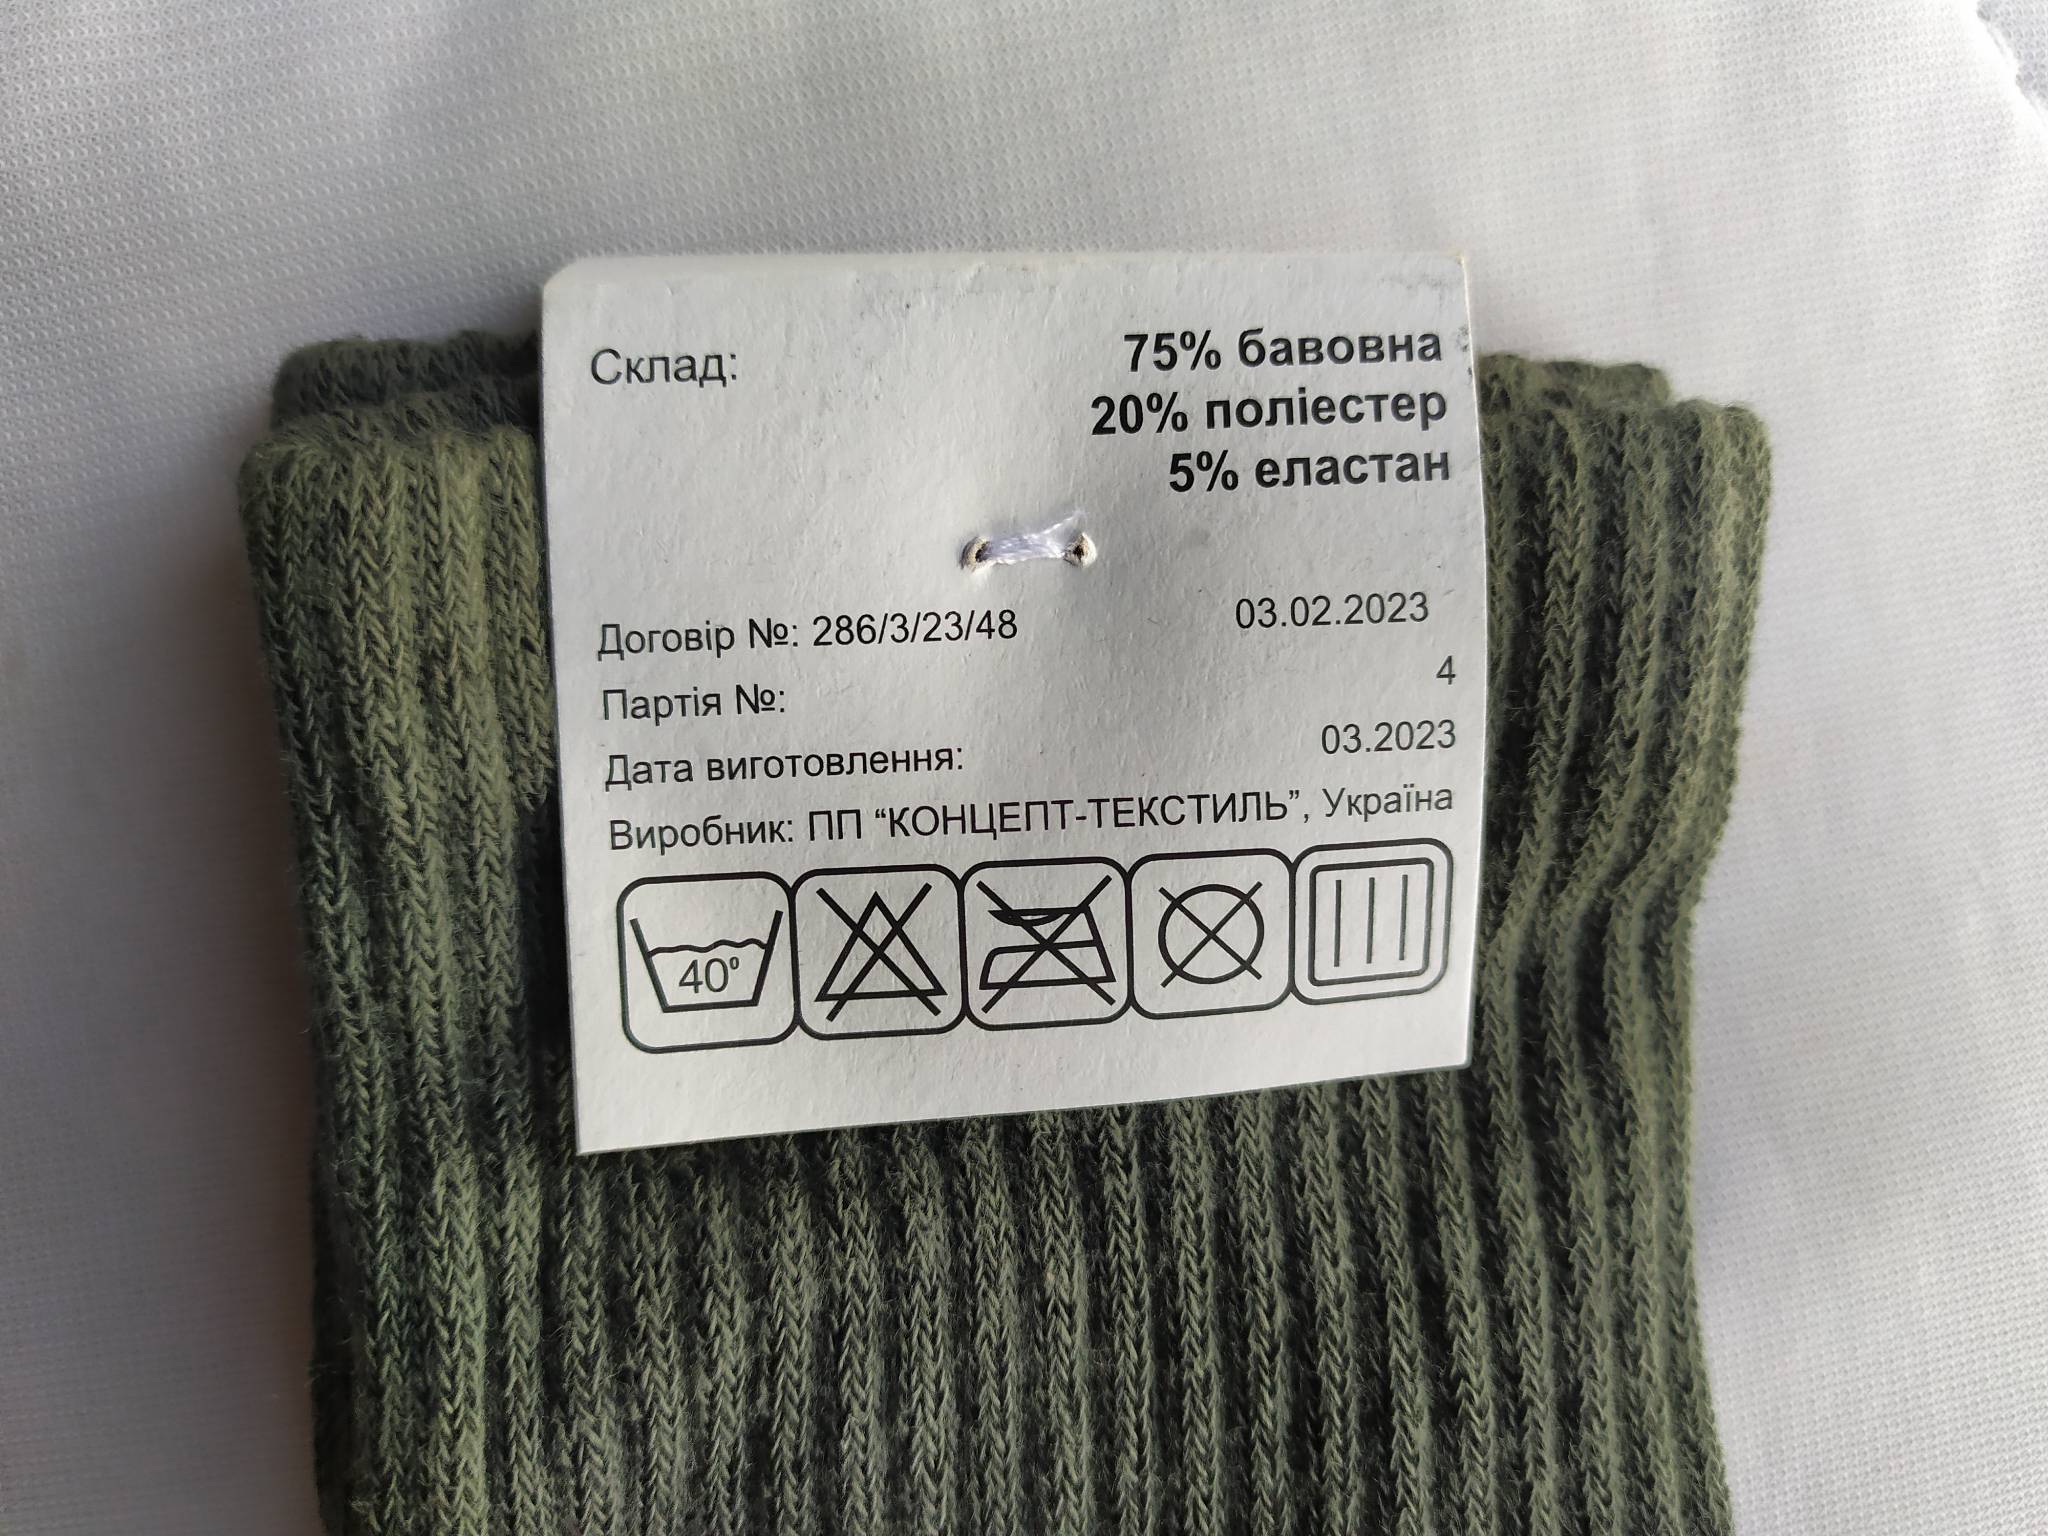 Склад: 75% бавовна
20% поліестер
5% еластан
Договір №: 286/3/23/48 03.02.2023
Партія №: 4
Дата виготовлення: 03.2023
Виробник: ПП “КОНЦЕПТ-ТЕКСТИЛЬ”, Україна
40⁰